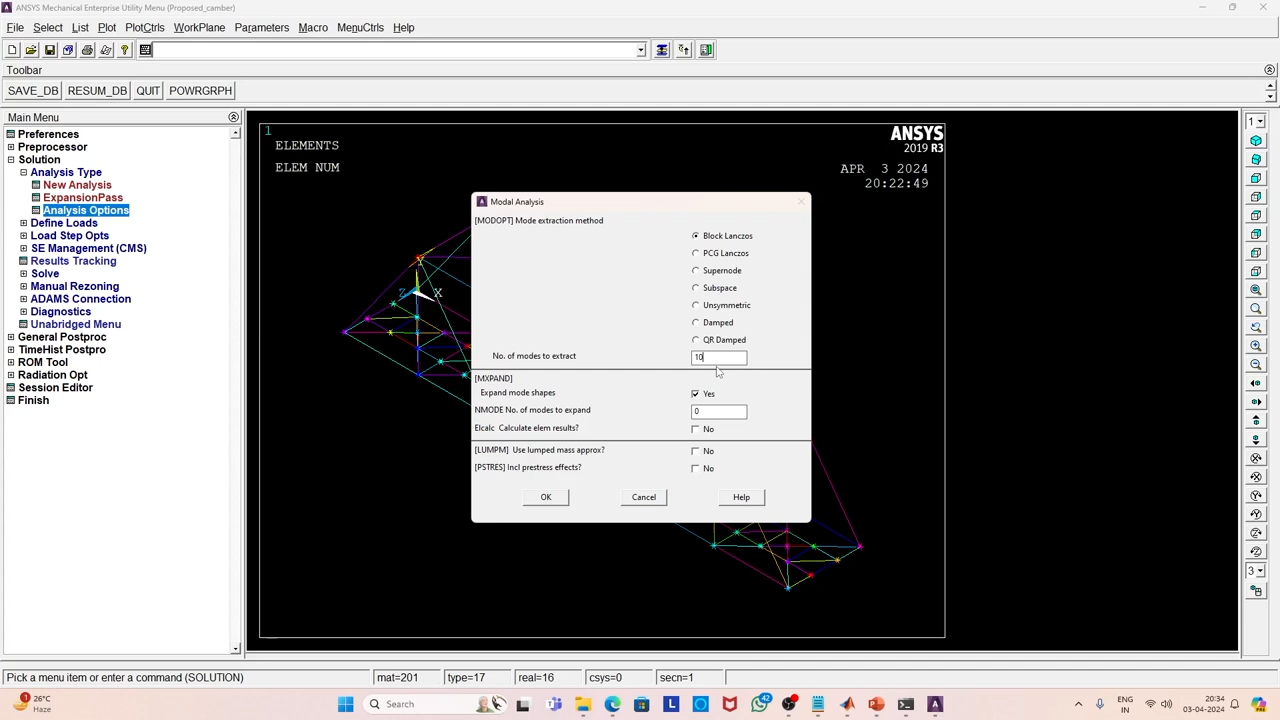 ANSYS Mechanical Enterprise Utility Menu (Proposed_camber)
File Select List Plot PlotCtrls WorkPlane Parameters Macro MenuCtrls Help
Toolbar
SAVE_DB RESUM_DB QUIT POWRGRPH
Main Menu
Preferences
Preprocessor
Solution
Analysis Type
New Analysis
ExpansionPass
Analysis Options
Define Loads
Load Step Opts
SE Management (CMS)
Results Tracking
Solve
Manual Rezoning
ADAMS Connection
Diagnostics
Unabridged Menu
General Postproc
TimeHist Postpro
ROM Tool
Radiation Opt
Session Editor
Finish
1
ELEMENTS
ELEM NUM
ANSYS
2019 R3
APR 3 2024
20:22:49
Y
Z X
Modal Analysis
[MODOPT] Mode extraction method
Block Lanczos
PCG Lanczos
Supernode
Subspace
Unsymmetric
Damped
QR Damped
No. of modes to extract 10
[MXPAND]
Expand mode shapes Yes
NMODE No. of modes to expand 0
Elcalc Calculate elem results? No
[LUMPM] Use lumped mass approx? No
[PSTRES] Incl prestress effects? No
OK Cancel Help
1
3
Pick a menu item or enter a command (SOLUTION) mat=201 type=17 real=16 csys=0 secn=1
1 26°C
Haze
Search
42
ENG
IN
20:34
03-04-2024